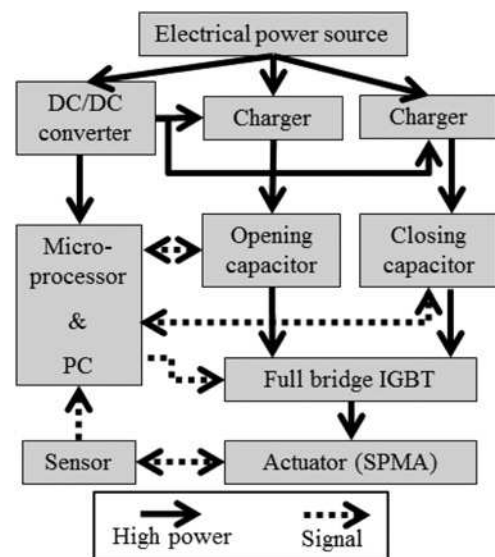 Electrical power source
DC/DC
converter
Charger
Charger
Micro-
processor
&
PC
Opening
capacitor
Closing
capacitor
Full bridge IGBT
Sensor
Actuator (SPMA)
High power
Signal